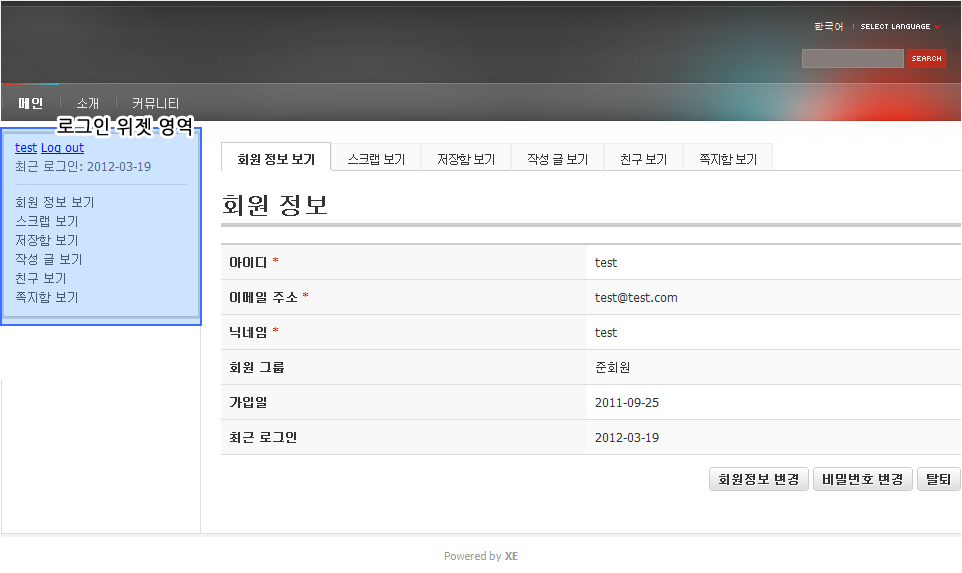 한국어 SELECT LANGUAGE
SEARCH
메인 소개 커뮤니티
로그인 위젯 영역
test Log out
최근 로그인: 2012-03-19
회원 정보 보기
스크랩 보기
저장함 보기
작성 글 보기
친구 보기
쪽지함 보기
회원 정보 보기 스크랩 보기 저장함 보기 작성 글 보기 친구 보기 쪽지함 보기
회원 정보
아이디 * test
이메일 주소 * test@test.com
닉네임 * test
회원 그룹 준회원
가입일 2011-09-25
최근 로그인 2012-03-19
회원정보 변경 비밀번호 변경 탈퇴
Powered by XE